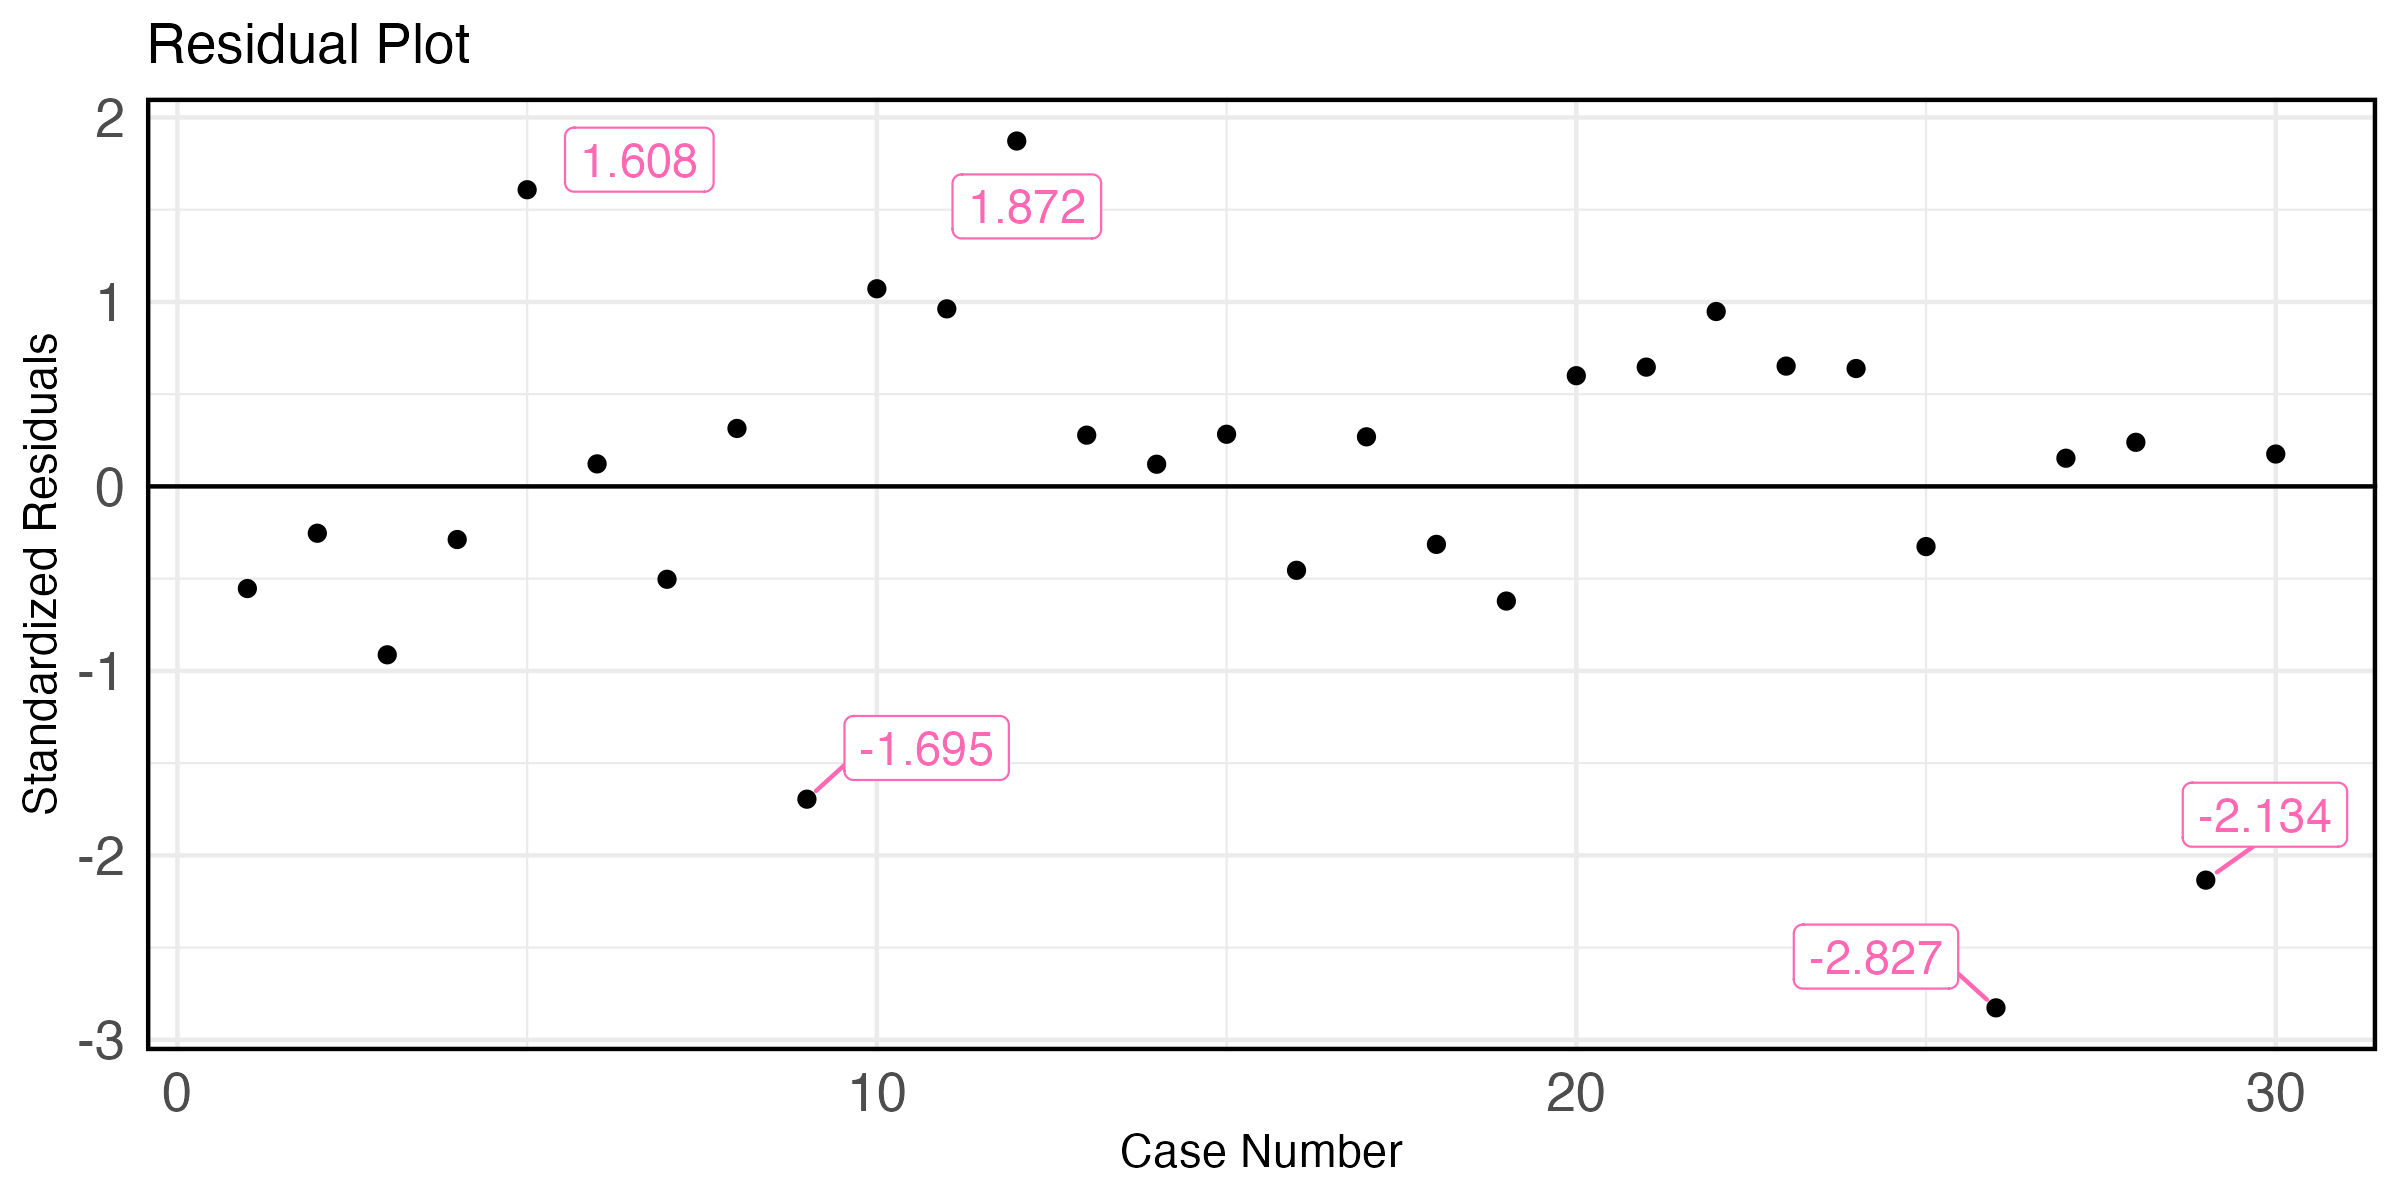 Residual Plot
2
1
0
-1
-2
-3
Standardized Residuals
1.608
1.872
-1.695
-2.134
-2.827
0 10 20 30
Case Number